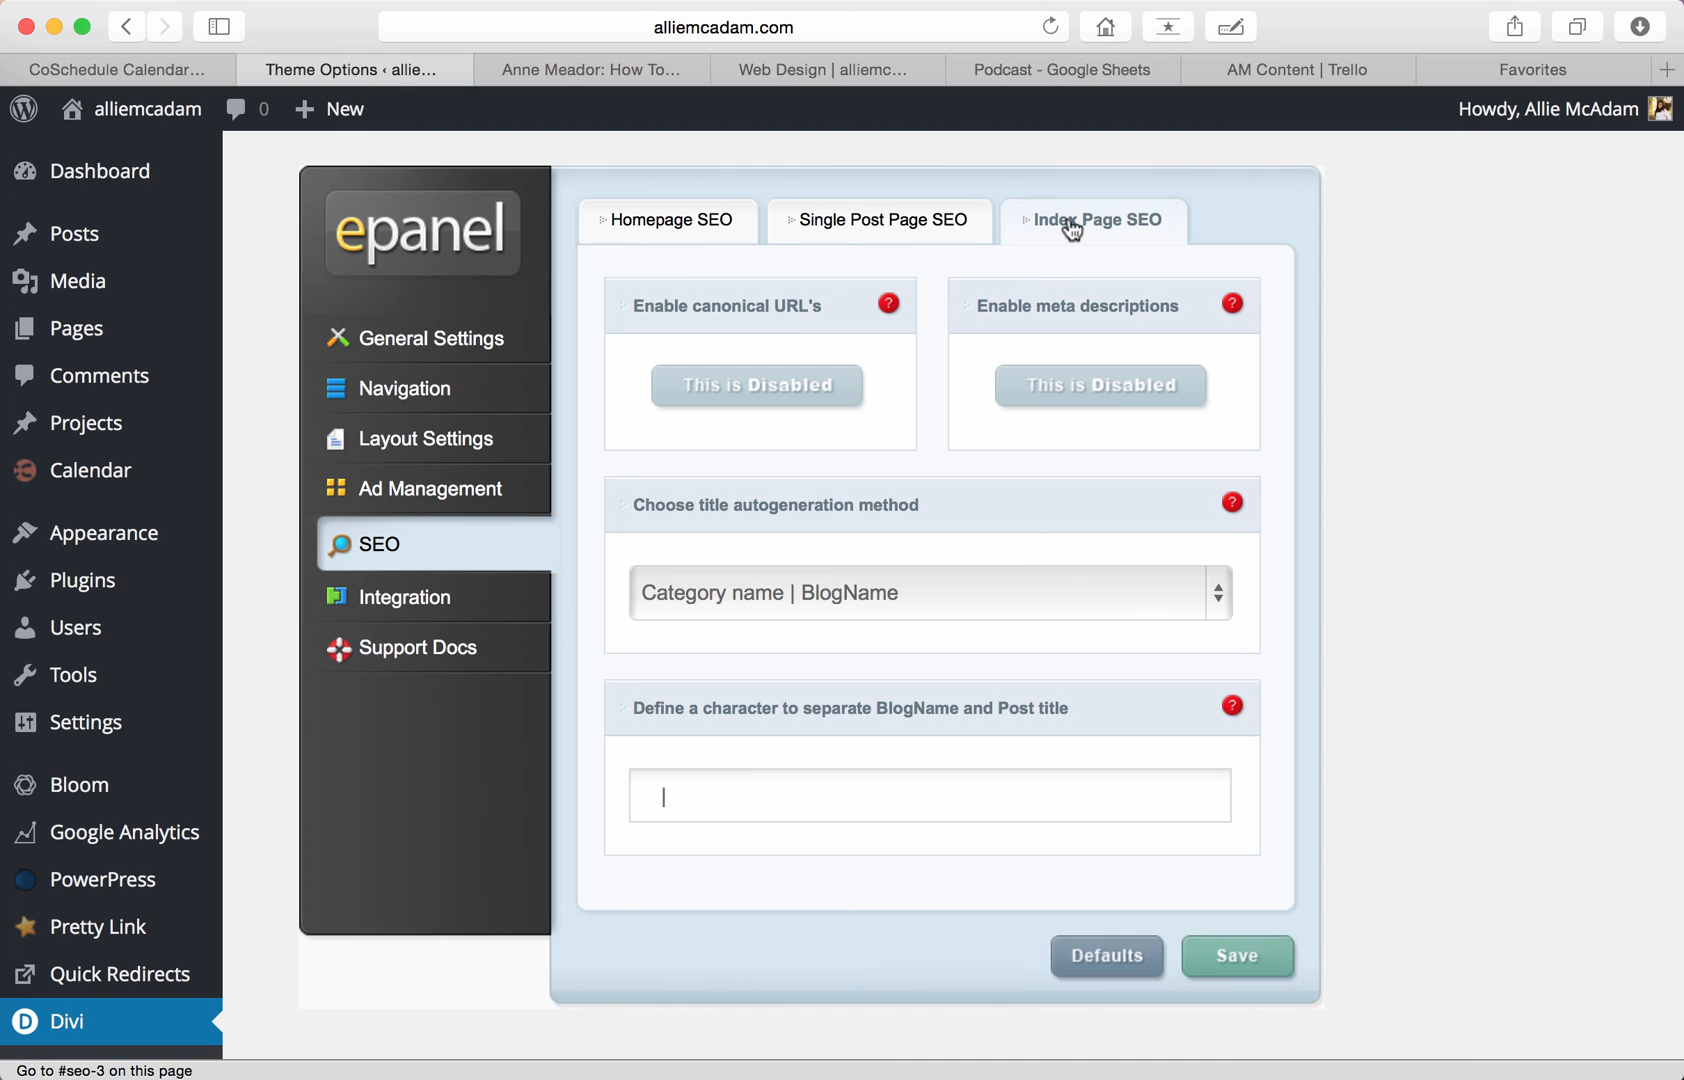 alliemcadam.com
CoSchedule Calendar...
Theme Options ‹ allie...
Anne Meador: How To...
Web Design | alliemc...
Podcast - Google Sheets
AM Content | Trello
Favorites
alliemcadam
0
New
Howdy, Allie McAdam
Dashboard
Posts
Media
Pages
Comments
Projects
Calendar
Appearance
Plugins
Users
Tools
Settings
Bloom
Google Analytics
PowerPress
Pretty Link
Quick Redirects
D Divi
epanel
General Settings
Navigation
Layout Settings
Ad Management
SEO
Integration
Support Docs
Homepage SEO
Single Post Page SEO
Index Page SEO
Enable canonical URL's ?
This is Disabled
Enable meta descriptions ?
This is Disabled
Choose title autogeneration method ?
Category name | BlogName
Define a character to separate BlogName and Post title ?
|
Defaults
Save
Go to #seo-3 on this page